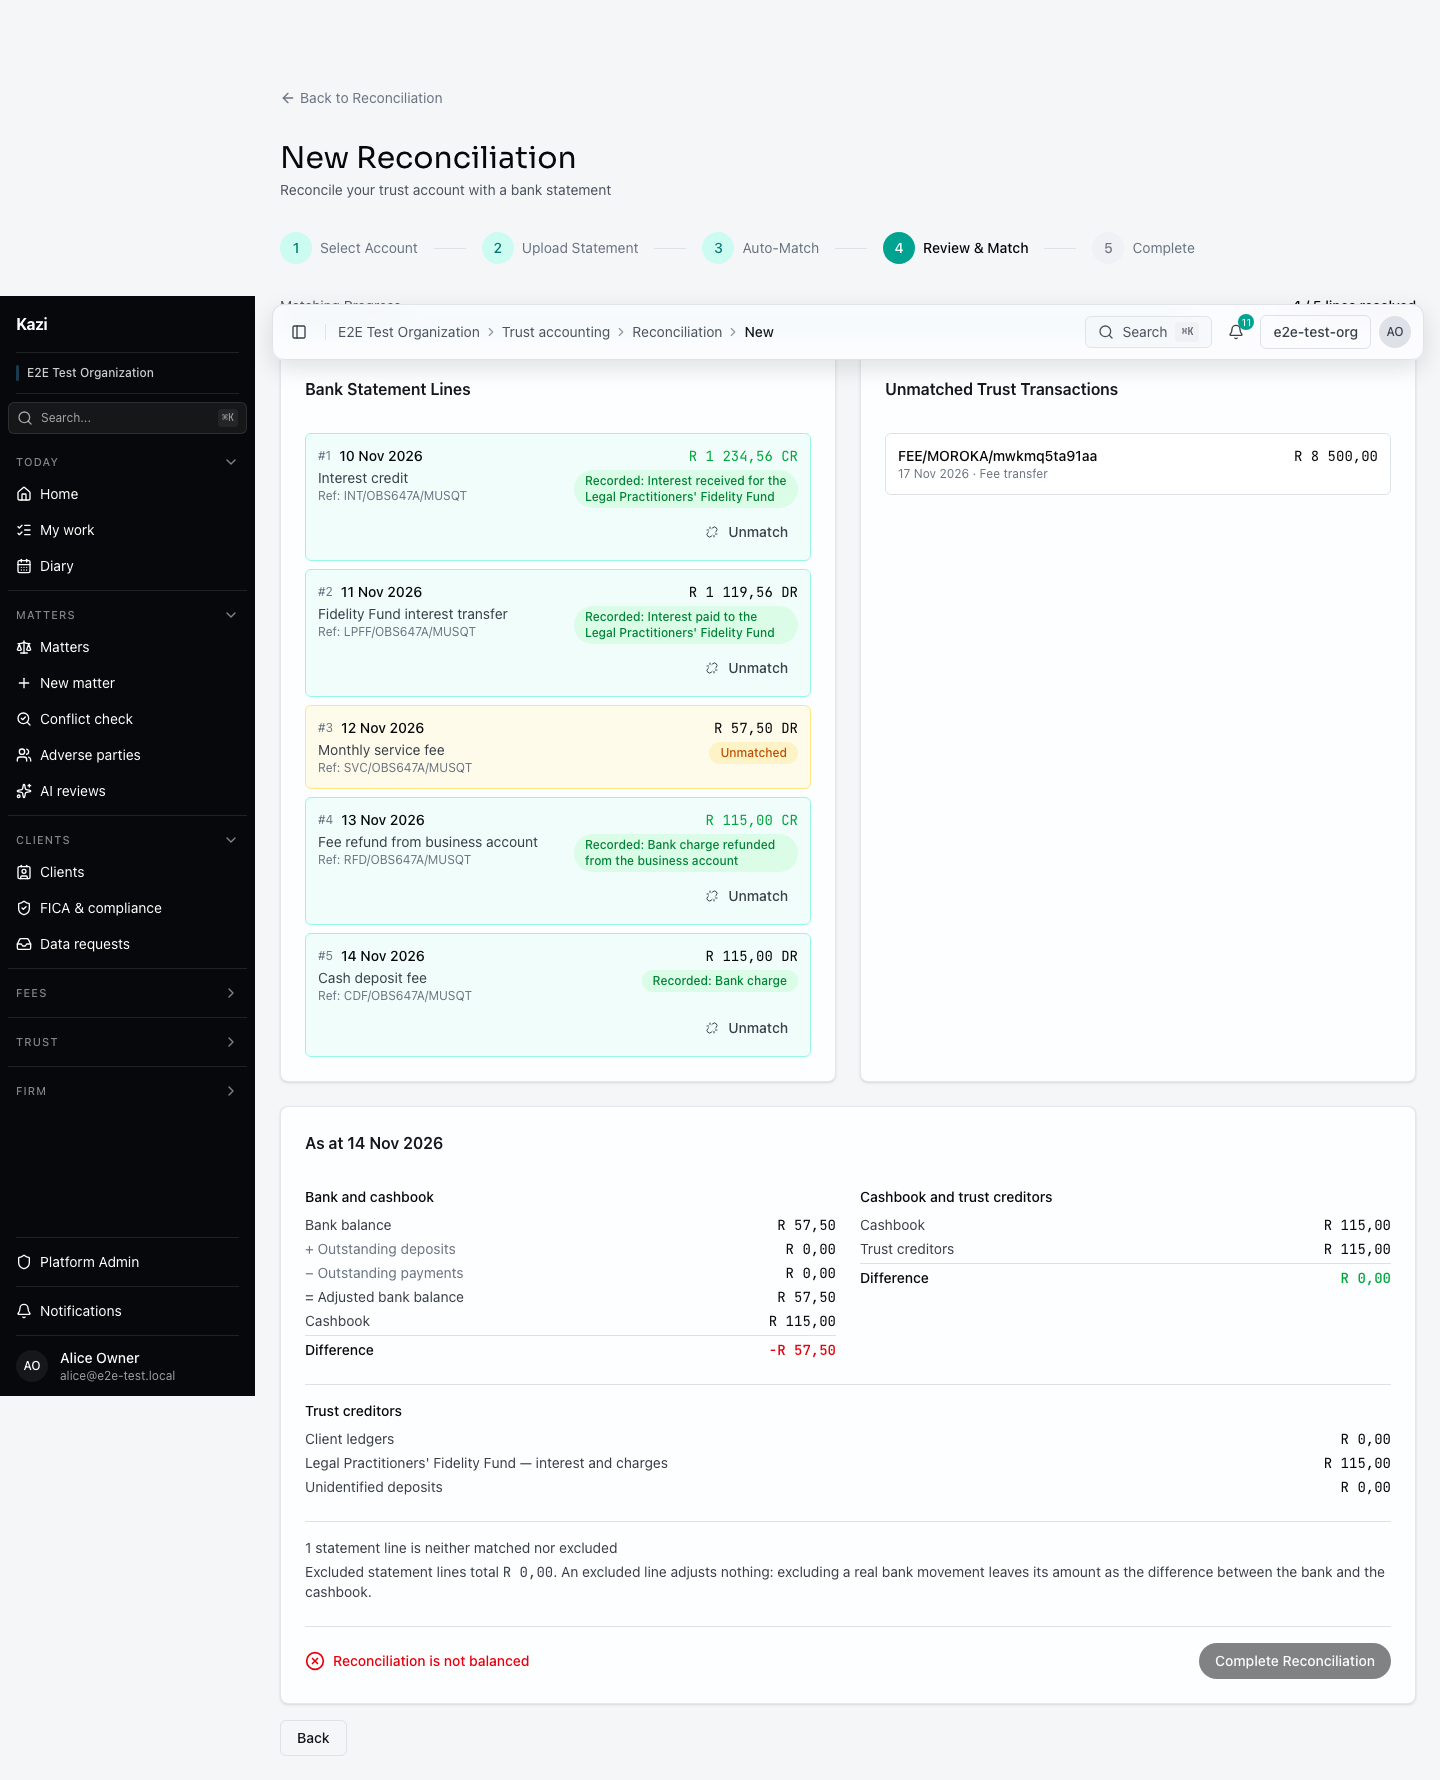 Back to Reconciliation
New Reconciliation
Reconcile your trust account with a bank statement
1 Select Account
2 Upload Statement
3 Auto-Match
4 Review & Match
5 Complete
Kazi
E2E Test Organization
Search... ⌘K
TODAY
Home
My work
Diary
MATTERS
Matters
New matter
Conflict check
Adverse parties
AI reviews
CLIENTS
Clients
FICA & compliance
Data requests
FEES
TRUST
FIRM
Platform Admin
Notifications
AO
Alice Owner
alice@e2e-test.local
E2E Test Organization > Trust accounting > Reconciliation > New
Search ⌘K
11
e2e-test-org
AO
Bank Statement Lines
#1 10 Nov 2026 R 1 234,56 CR
Interest credit
Ref: INT/OBS647A/MUSQT
Recorded: Interest received for the
Legal Practitioners' Fidelity Fund
Unmatch
#2 11 Nov 2026 R 1 119,56 DR
Fidelity Fund interest transfer
Ref: LPFF/OBS647A/MUSQT
Recorded: Interest paid to the
Legal Practitioners' Fidelity Fund
Unmatch
#3 12 Nov 2026 R 57,50 DR
Monthly service fee
Ref: SVC/OBS647A/MUSQT
Unmatched
#4 13 Nov 2026 R 115,00 CR
Fee refund from business account
Ref: RFD/OBS647A/MUSQT
Recorded: Bank charge refunded
from the business account
Unmatch
#5 14 Nov 2026 R 115,00 DR
Cash deposit fee
Ref: CDF/OBS647A/MUSQT
Recorded: Bank charge
Unmatch
Unmatched Trust Transactions
FEE/MOROKA/mwkmq5ta91aa R 8 500,00
17 Nov 2026 · Fee transfer
As at 14 Nov 2026
Bank and cashbook
Bank balance R 57,50
+ Outstanding deposits R 0,00
− Outstanding payments R 0,00
= Adjusted bank balance R 57,50
Cashbook R 115,00
Difference -R 57,50
Cashbook and trust creditors
Cashbook R 115,00
Trust creditors R 115,00
Difference R 0,00
Trust creditors
Client ledgers R 0,00
Legal Practitioners' Fidelity Fund — interest and charges R 115,00
Unidentified deposits R 0,00
1 statement line is neither matched nor excluded
Excluded statement lines total R 0,00. An excluded line adjusts nothing: excluding a real bank movement leaves its amount as the difference between the bank and the
cashbook.
Reconciliation is not balanced
Complete Reconciliation
Back